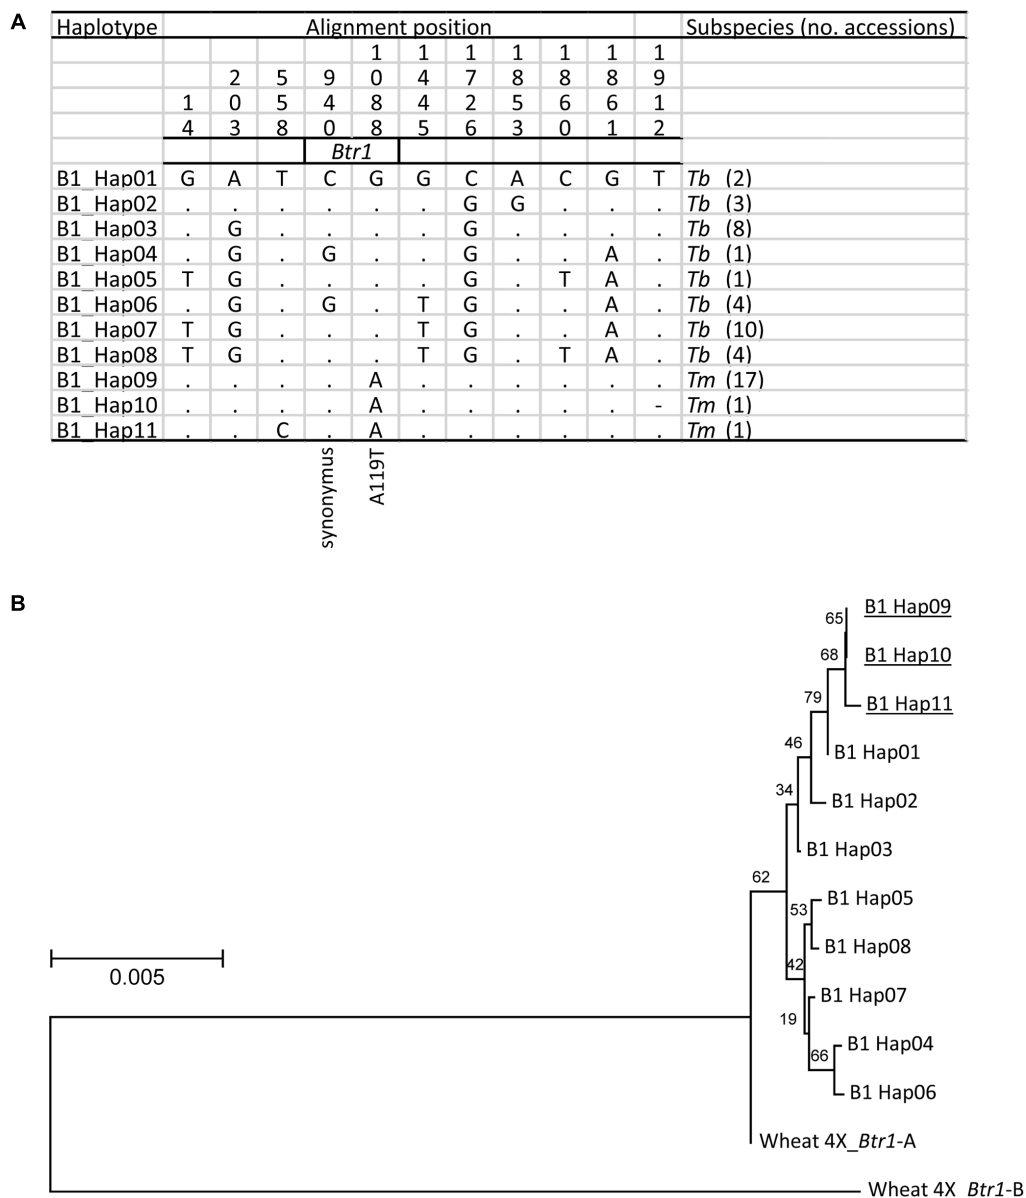 A
Haplotype Alignment position Subspecies (no. accessions)
1 1 1 1 1 1 1
2 5 9 0 4 7 8 8 8 9
1 0 5 4 8 4 2 5 6 6 1
4 3 8 0 8 5 6 3 0 1 2
Btr1
B1_Hap01 G A T C G G C A C G T Tb (2)
B1_Hap02 . . . . . . G G . . . Tb (3)
B1_Hap03 . G . . . . G . . . . Tb (8)
B1_Hap04 . G . G . . G . . A . Tb (1)
B1_Hap05 T G . . . . G . T A . Tb (1)
B1_Hap06 . G . G . T G . . A . Tb (4)
B1_Hap07 T G . . . T G . . A . Tb (10)
B1_Hap08 T G . . . T G . T A . Tb (4)
B1_Hap09 . . . . A . . . . . . Tm (17)
B1_Hap10 . . . . A . . . . . - Tm (1)
B1_Hap11 . . C . A . . . . . . Tm (1)
synonymus
A119T
B
B1 Hap09
65
B1 Hap10
68
B1 Hap11
79
B1 Hap01
46
B1 Hap02
34
B1 Hap03
62
B1 Hap05
53
B1 Hap08
42
0.005
B1 Hap07
19
B1 Hap04
66
B1 Hap06
Wheat 4X_Btr1-A
Wheat 4X Btr1-B